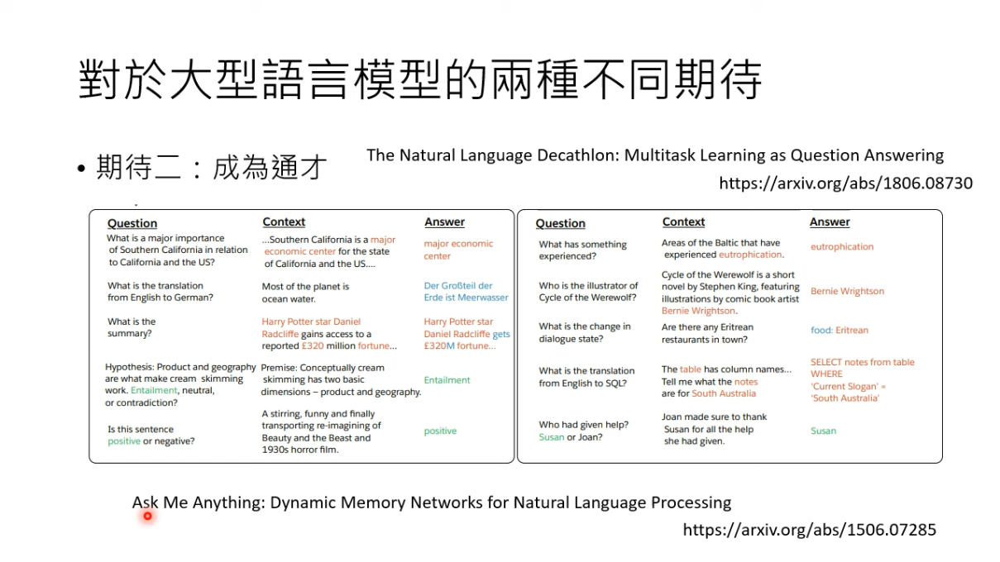 對於大型語言模型的兩種不同期待
• 期待二：成為通才
The Natural Language Decathlon: Multitask Learning as Question Answering
https://arxiv.org/abs/1806.08730
Question Context Answer
What is a major importance
of Southern California in relation
to California and the US?
…Southern California is a major
economic center for the state
of California and the US....
major economic
center
What is the translation
from English to German?
Most of the planet is
ocean water.
Der Großteil der
Erde ist Meerwasser
What is the
summary?
Harry Potter star Daniel
Radcliffe gains access to a
reported £320 million fortune…
Harry Potter star
Daniel Radcliffe gets
£320M fortune…
Hypothesis: Product and geography
are what make cream skimming
work. Entailment, neutral,
or contradiction?
Premise: Conceptually cream
skimming has two basic
dimensions – product and geography.
Entailment
Is this sentence
positive or negative?
A stirring, funny and finally
transporting re-imagining of
Beauty and the Beast and
1930s horror film.
positive
Question Context Answer
What has something
experienced?
Areas of the Baltic that have
experienced eutrophication.
eutrophication
Who is the illustrator of
Cycle of the Werewolf?
Cycle of the Werewolf is a short
novel by Stephen King, featuring
illustrations by comic book artist
Bernie Wrightson.
Bernie Wrightson
What is the change in
dialogue state?
Are there any Eritrean
restaurants in town?
food: Eritrean
What is the translation
from English to SQL?
The table has column names…
Tell me what the notes
are for South Australia
SELECT notes from table
WHERE
‘Current Slogan’ =
‘South Australia’
Who had given help?
Susan or Joan?
Joan made sure to thank
Susan for all the help
she had given.
Susan
Ask Me Anything: Dynamic Memory Networks for Natural Language Processing
https://arxiv.org/abs/1506.07285